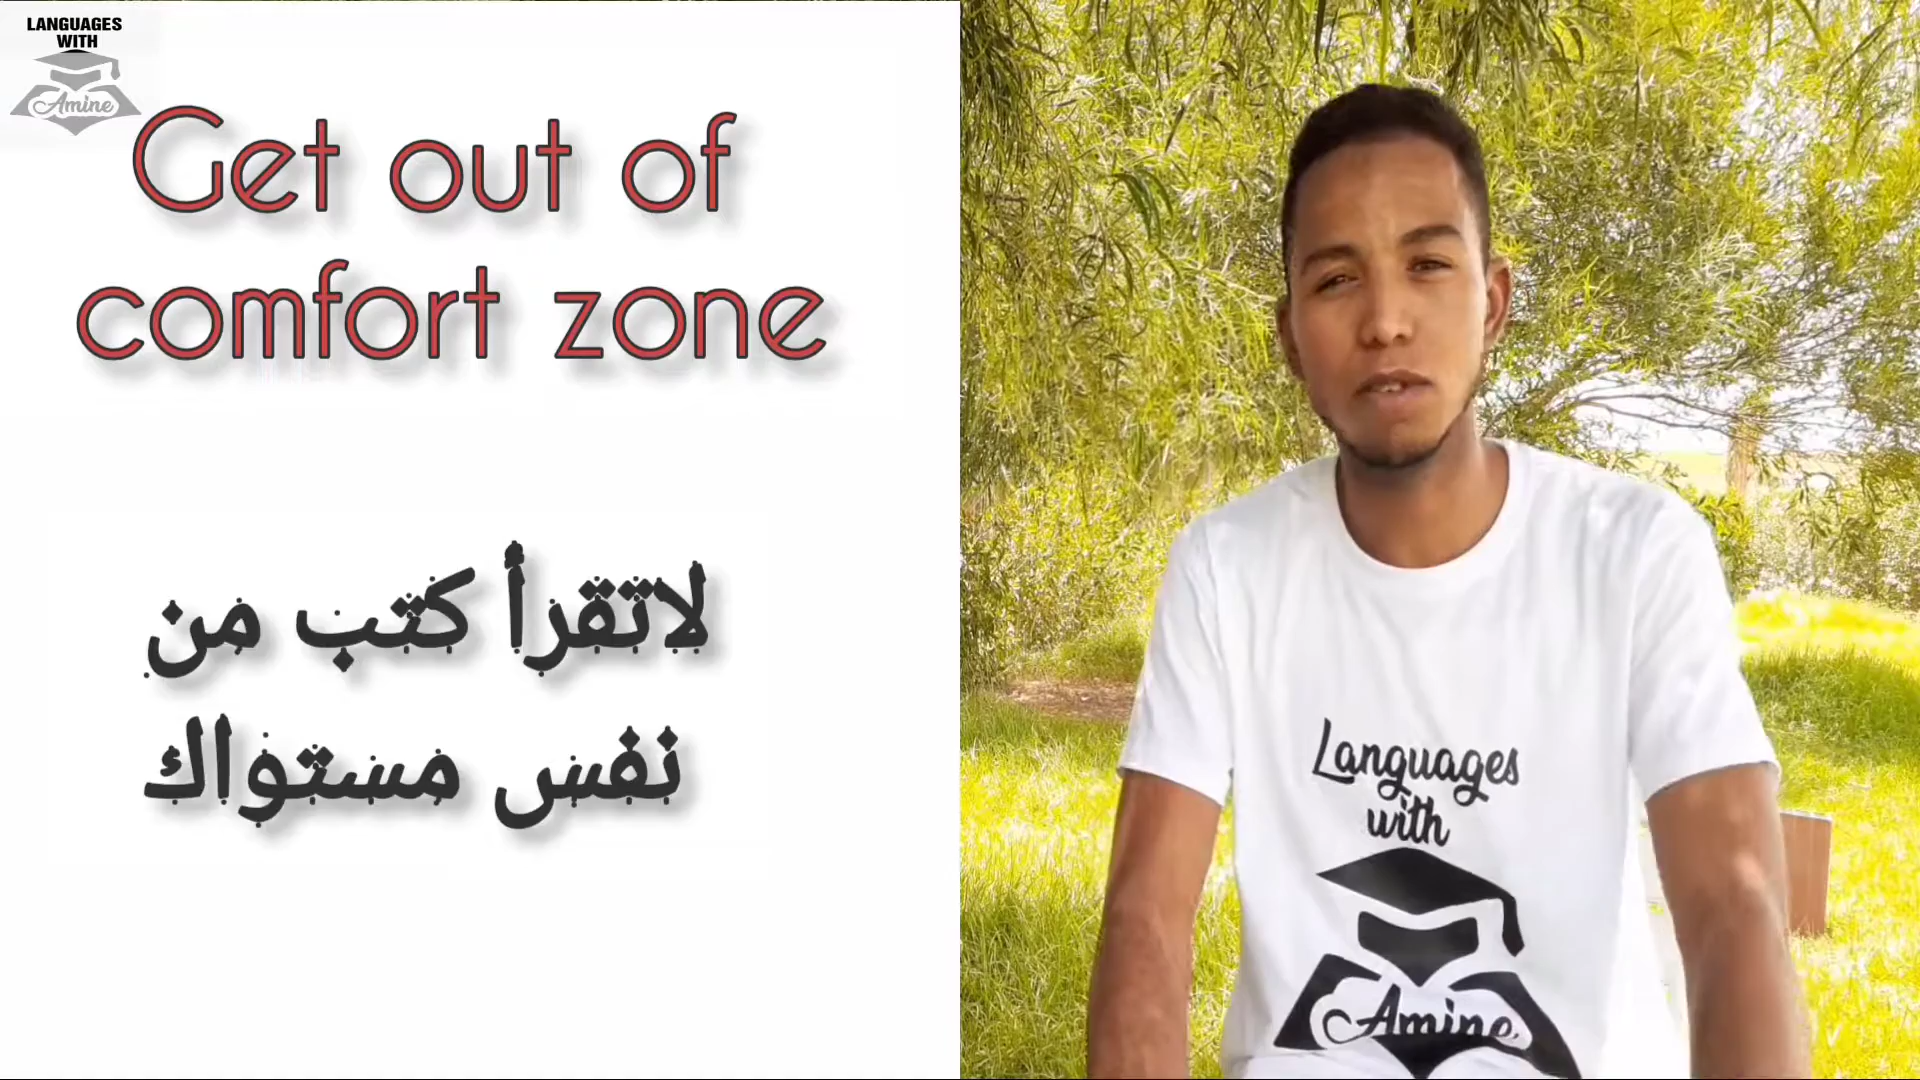 LANGUAGES
WITH
Amine
Get out of
comfort zone
لاتقرأ كتب من
نفس مستواك
Languages
with
Amine